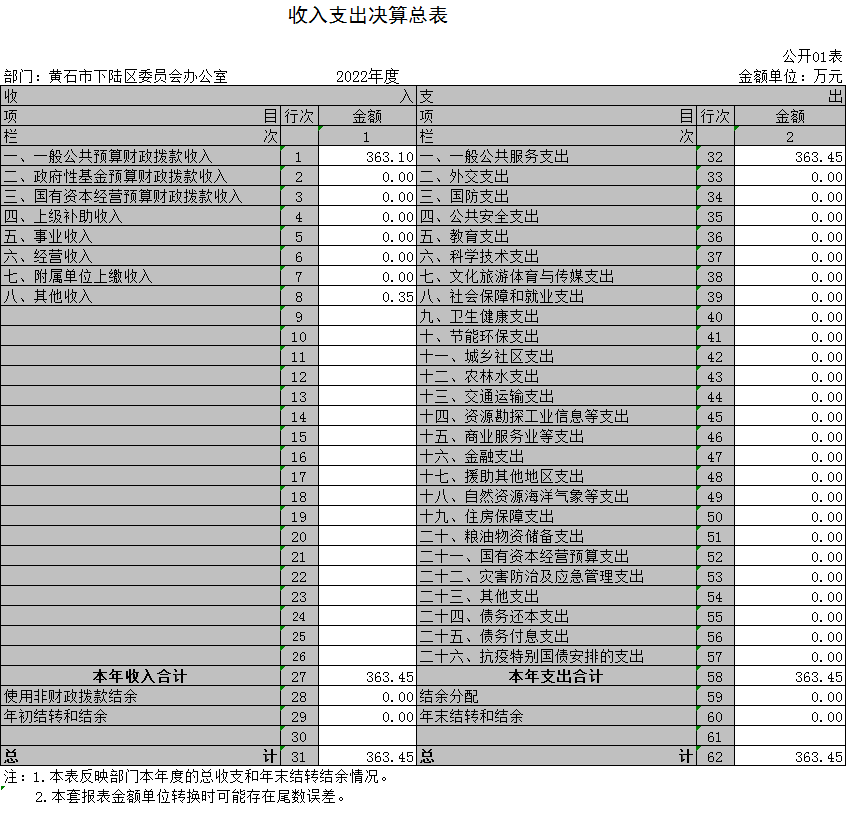 收入支出决算总表
公开01表
部门：黄石市下陆区委员会办公室 2022年度 金额单位：万元
收 入 支 出
项 目 行次 金额 项 目 行次 金额
栏 次 1 栏 次 2
一、一般公共预算财政拨款收入 1 363.10 一、一般公共服务支出 32 363.45
二、政府性基金预算财政拨款收入 2 0.00 二、外交支出 33 0.00
三、国有资本经营预算财政拨款收入 3 0.00 三、国防支出 34 0.00
四、上级补助收入 4 0.00 四、公共安全支出 35 0.00
五、事业收入 5 0.00 五、教育支出 36 0.00
六、经营收入 6 0.00 六、科学技术支出 37 0.00
七、附属单位上缴收入 7 0.00 七、文化旅游体育与传媒支出 38 0.00
八、其他收入 8 0.35 八、社会保障和就业支出 39 0.00
9 九、卫生健康支出 40 0.00
10 十、节能环保支出 41 0.00
11 十一、城乡社区支出 42 0.00
12 十二、农林水支出 43 0.00
13 十三、交通运输支出 44 0.00
14 十四、资源勘探工业信息等支出 45 0.00
15 十五、商业服务业等支出 46 0.00
16 十六、金融支出 47 0.00
17 十七、援助其他地区支出 48 0.00
18 十八、自然资源海洋气象等支出 49 0.00
19 十九、住房保障支出 50 0.00
20 二十、粮油物资储备支出 51 0.00
21 二十一、国有资本经营预算支出 52 0.00
22 二十二、灾害防治及应急管理支出 53 0.00
23 二十三、其他支出 54 0.00
24 二十四、债务还本支出 55 0.00
25 二十五、债务付息支出 56 0.00
26 二十六、抗疫特别国债安排的支出 57 0.00
本年收入合计 27 363.45 本年支出合计 58 363.45
使用非财政拨款结余 28 0.00 结余分配 59 0.00
年初结转和结余 29 0.00 年末结转和结余 60 0.00
30 61
总 计 31 363.45 总 计 62 363.45
注：1.本表反映部门本年度的总收支和年末结转结余情况。
2.本套报表金额单位转换时可能存在尾数误差。